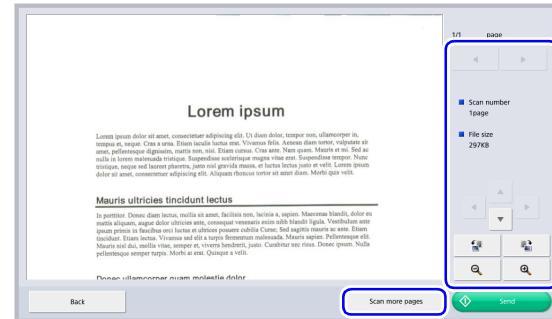 1/1 page
Lorem ipsum
Lorem ipsum dolor sit amet, consectetuer adipiscing elit. Ut diam dolor, tempor non, ullamcorper in,
tempus et, neque. Cras a urna. Etiam iaculis luctus erat. Vivamus felis. Aenean diam tortor, vulputate sit
amet, pellentesque dignissim, mattis non, nisi. Etiam cursus. Cras ante. Nam quam. Mauris et mi. Sed ac
nulla in lorem malesuada tristique. Suspendisse scelerisque magna vitae erat. Suspendisse tempor. Nunc
tristique, neque sed laoreet pharetra, justo nisl gravida massa, et luctus lectus justo et velit. Lorem ipsum
dolor sit amet, consectetuer adipiscing elit. Aliquam rhoncus tortor sit amet diam. Morbi quis velit.
Mauris ultricies tincidunt lectus
In porttitor. Donec diam lectus, mollis sit amet, facilisis non, lacinia a, sapien. Maecenas blandit, dolor eu
mattis aliquam, augue dolor ultricies ante, consequat venenatis enim nibh blandit ligula. Vestibulum ante
ipsum primis in faucibus orci luctus et ultrices posuere cubilia Curae; Sed sagittis mauris ac ante. Etiam
tincidunt. Etiam lectus. Vivamus sed elit a turpis fermentum malesuada. Mauris sapien. Pellentesque elit.
Mauris nisl dui, mollis vitae, semper et, viverra hendrerit, justo. Curabitur nec risus. Donec ipsum. Nulla
pellentesque semper turpis. Morbi at erat. Quisque a velit.
Donec ullamcorper quam molestie dolor
Scan number
1page
File size
297KB
Back
Scan more pages
Send